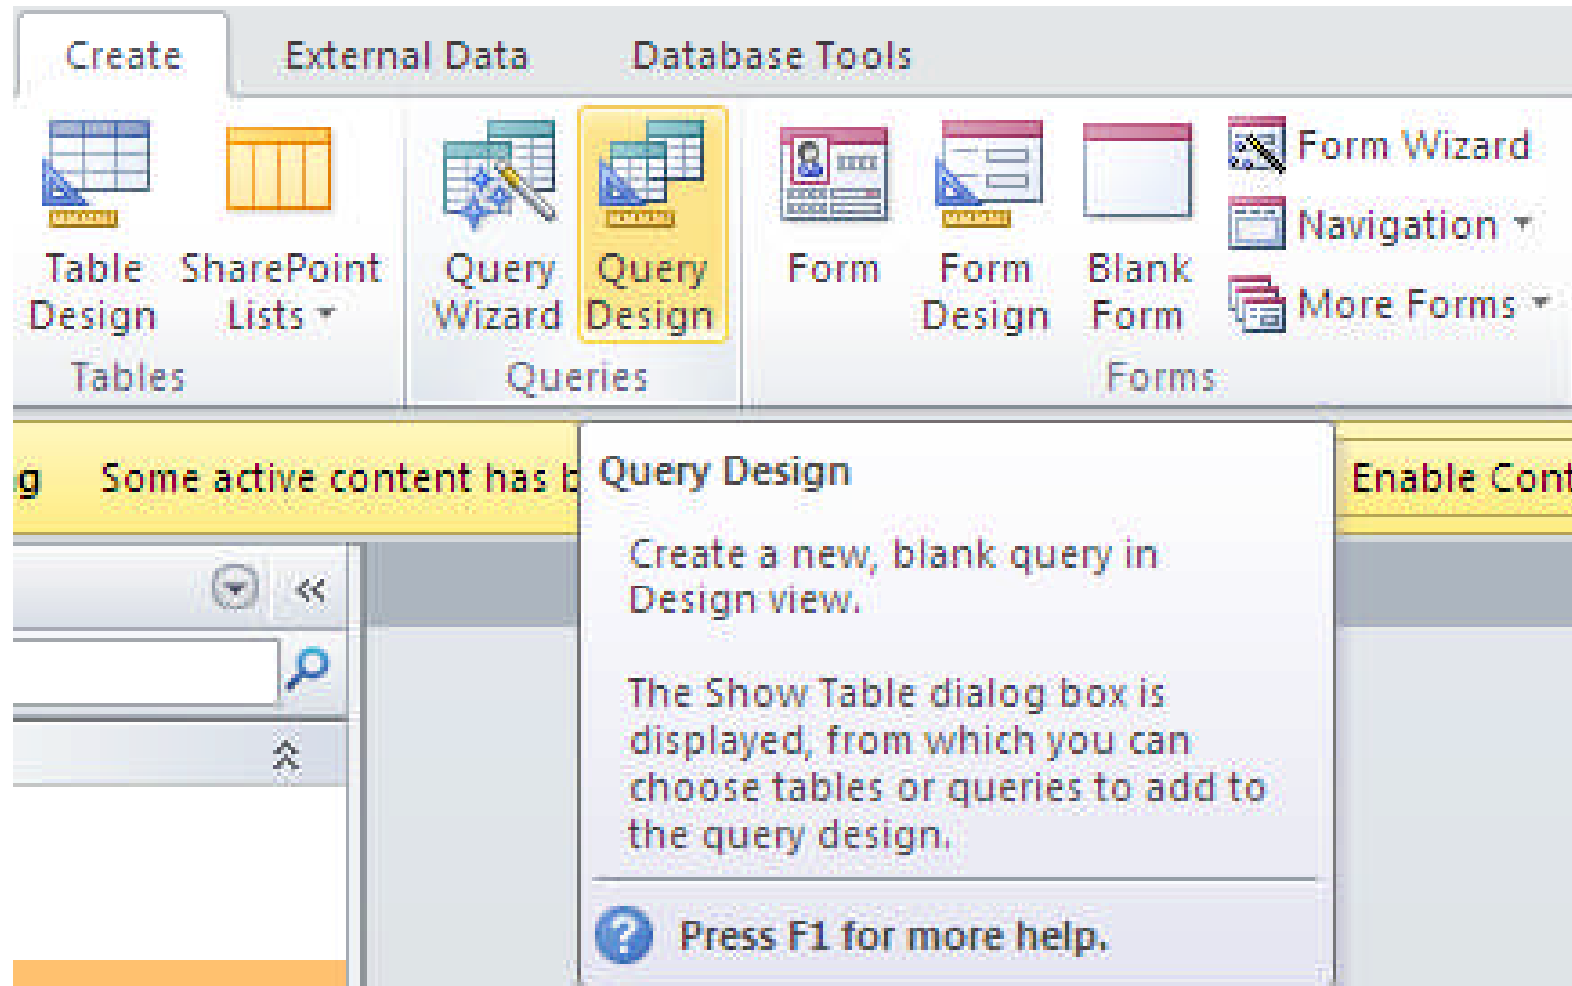 Create External Data Database Tools
Table Design
SharePoint Lists
Query Wizard
Query Design
Form
Form Design
Blank Form
Form Wizard
Navigation
More Forms
Tables Queries Forms
g Some active content has b
Enable Cont
Query Design
Create a new, blank query in
Design view.
The Show Table dialog box is
displayed, from which you can
choose tables or queries to add to
the query design.
Press F1 for more help.